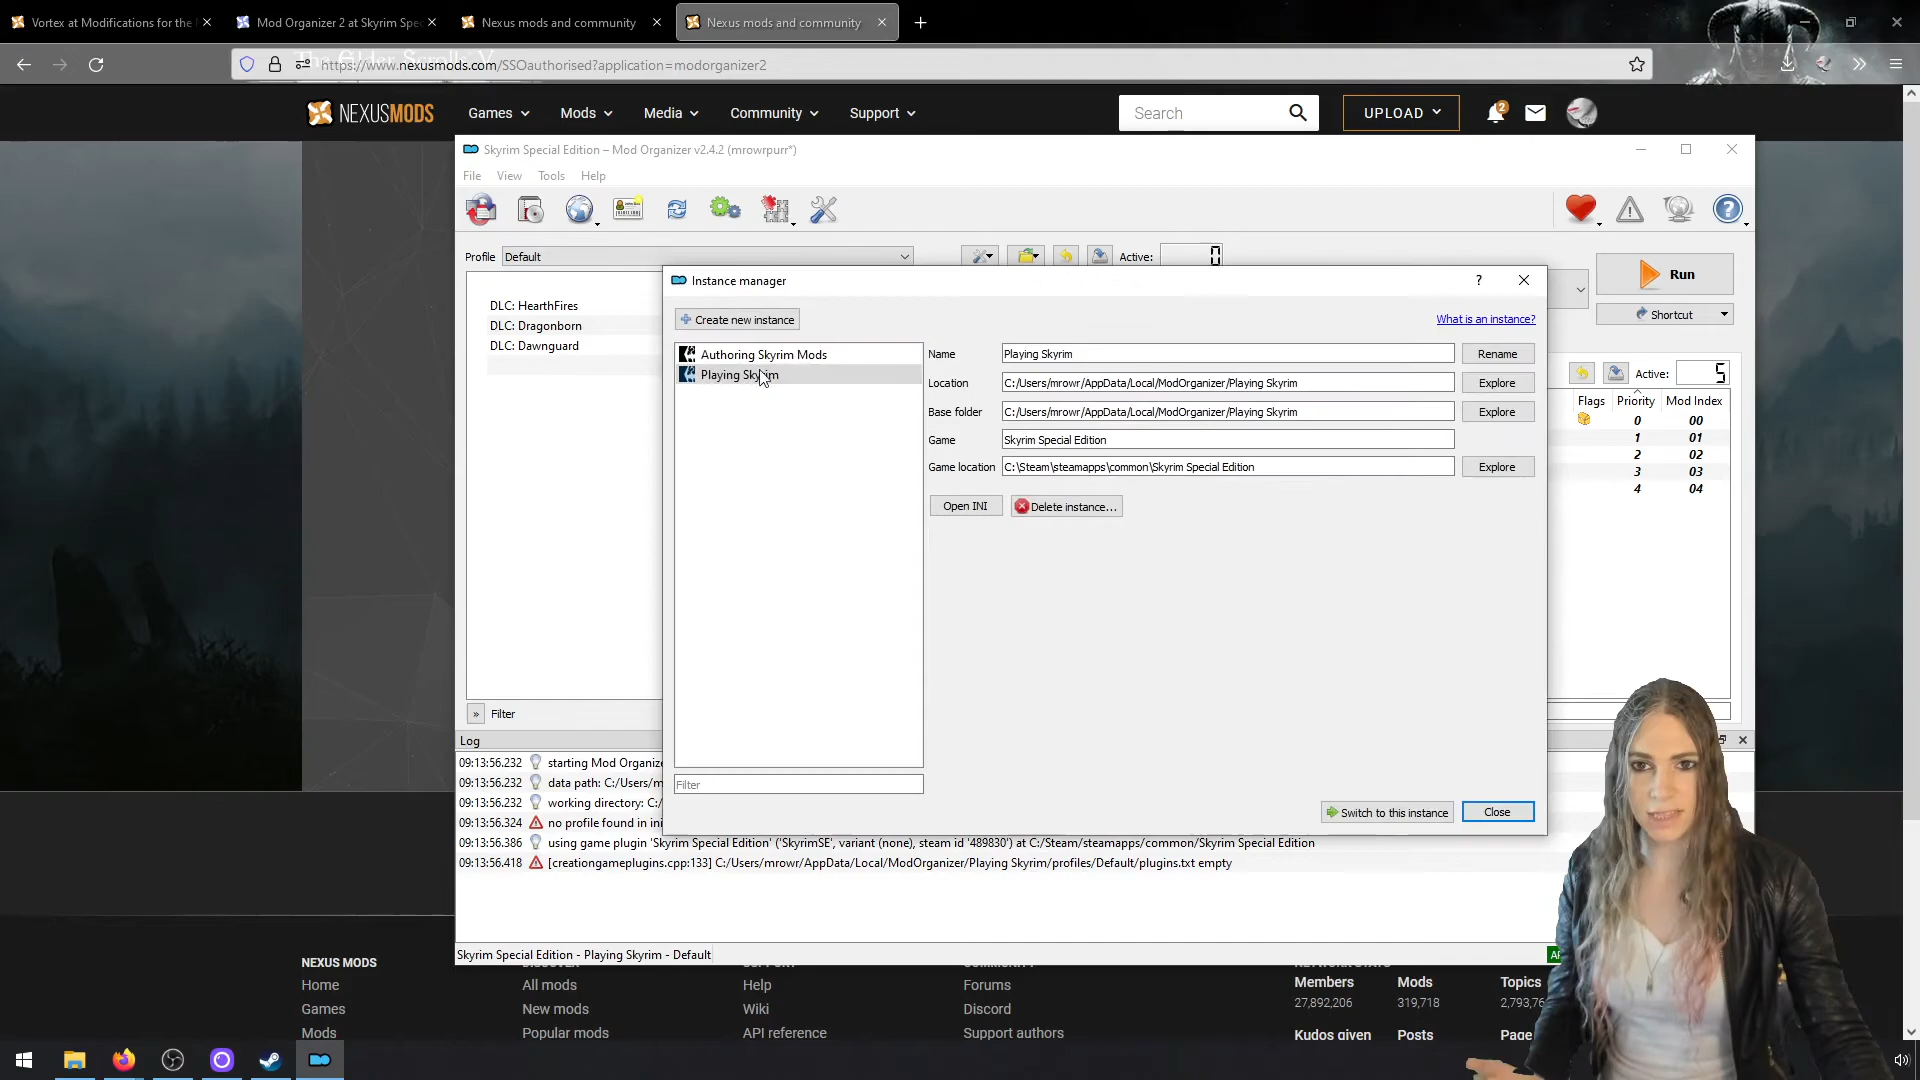 Vortex at Modifications for the
Mod Organizer 2 at Skyrim Spe
Nexus mods and community
Nexus mods and community
https://www.nexusmods.com/SSOauthorised?application=modorganizer2
NEXUSMODS
Games
Mods
Media
Community
Support
Search
UPLOAD
2
Skyrim Special Edition – Mod Organizer v2.4.2 (mrowrpurr*)
File
View
Tools
Help
Profile
Default
Active:
0
Run
Shortcut
DLC: HearthFires
DLC: Dragonborn
DLC: Dawnguard
Active:
5
Flags
Priority
Mod Index
0 00
1 01
2 02
3 03
4 04
Instance manager
Create new instance
What is an instance?
Authoring Skyrim Mods
Playing Skyrim
Name
Playing Skyrim
Rename
Location
C:/Users/mrowr/AppData/Local/ModOrganizer/Playing Skyrim
Explore
Base folder
C:/Users/mrowr/AppData/Local/ModOrganizer/Playing Skyrim
Explore
Game
Skyrim Special Edition
Game location
C:\Steam\steamapps\common\Skyrim Special Edition
Explore
Open INI
Delete instance...
Filter
Switch to this instance
Close
» Filter
Log
09:13:56.232 starting Mod Organize
09:13:56.232 data path: C:/Users/m
09:13:56.232 working directory: C:/
09:13:56.324 no profile found in ini
09:13:56.386 using game plugin 'Skyrim Special Edition' ('SkyrimSE', variant (none), steam id '489830') at C:/Steam/steamapps/common/Skyrim Special Edition
09:13:56.418 [creationgameplugins.cpp:133] C:/Users/mrowr/AppData/Local/ModOrganizer/Playing Skyrim/profiles/Default/plugins.txt empty
Skyrim Special Edition - Playing Skyrim - Default
NEXUS MODS
Home
Games
Mods
All mods
New mods
Popular mods
Help
Wiki
API reference
Forums
Discord
Support authors
Members
27,892,206
Mods
319,718
Topics
2,793,76
Kudos given
Posts
Page